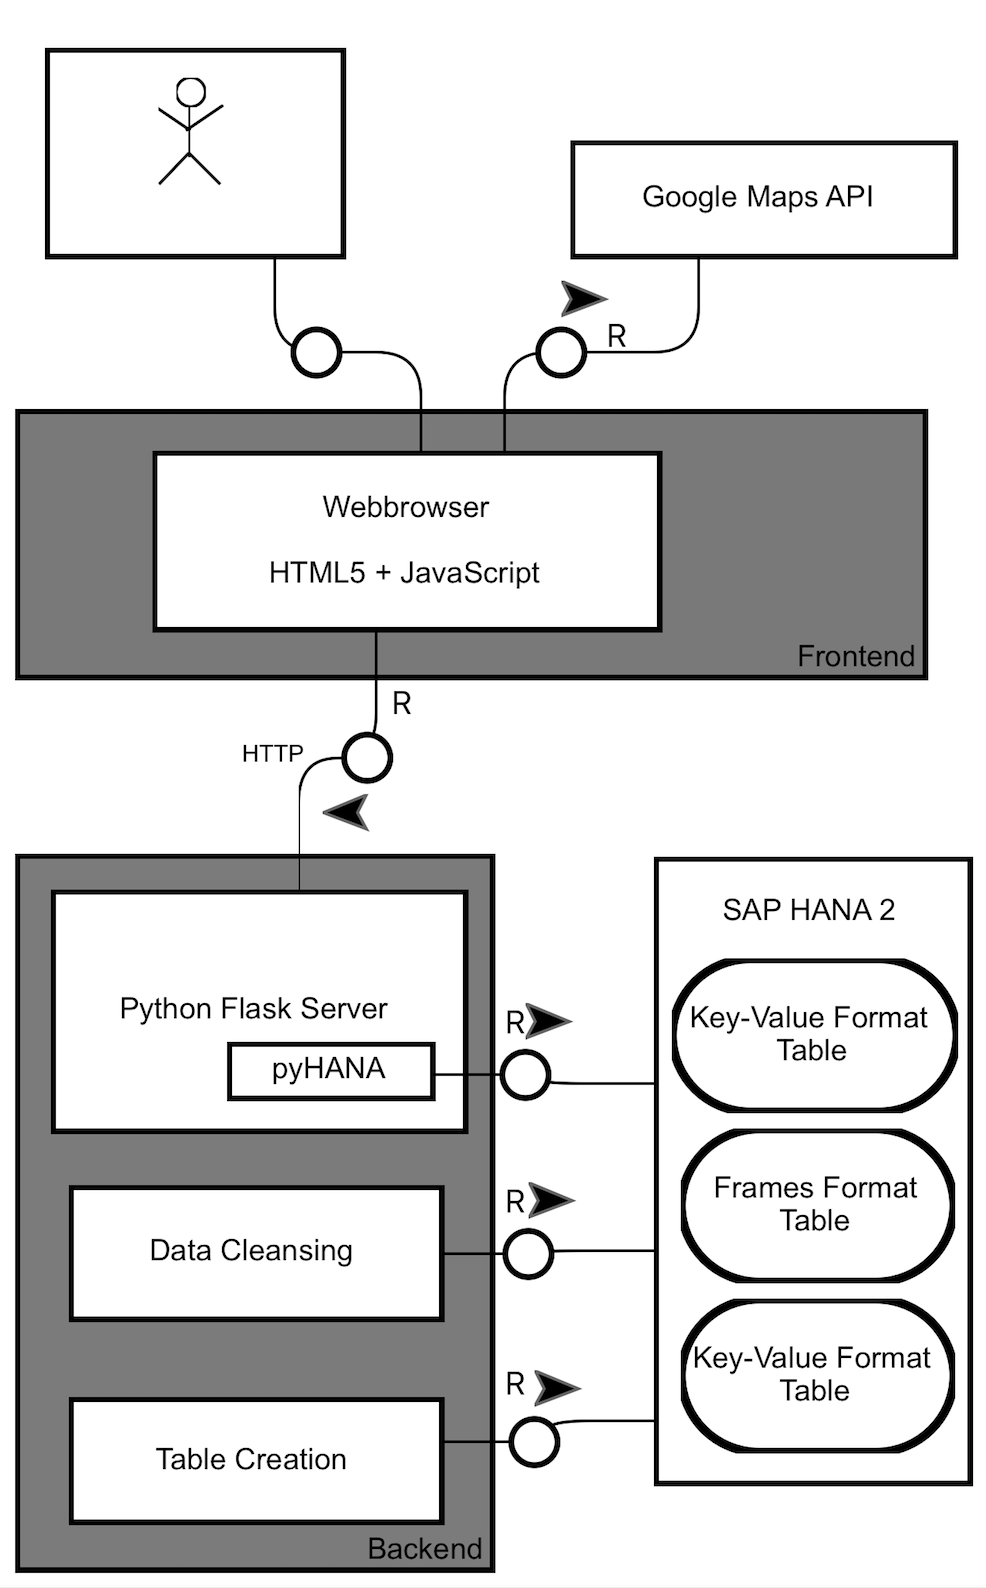 Google Maps API
R
Webbrowser
HTML5 + JavaScript
Frontend
R
HTTP
SAP HANA 2
Python Flask Server
pyHANA
R
Key-Value Format
Table
Data Cleansing
R
Frames Format
Table
Table Creation
R
Key-Value Format
Table
Backend